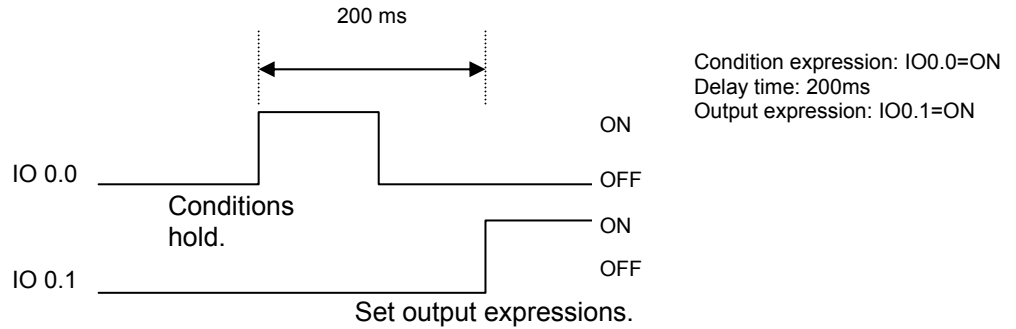 200 ms
Condition expression: IO0.0=ON
Delay time: 200ms
Output expression: IO0.1=ON
ON
IO 0.0
OFF
Conditions
hold.
ON
OFF
IO 0.1
Set output expressions.